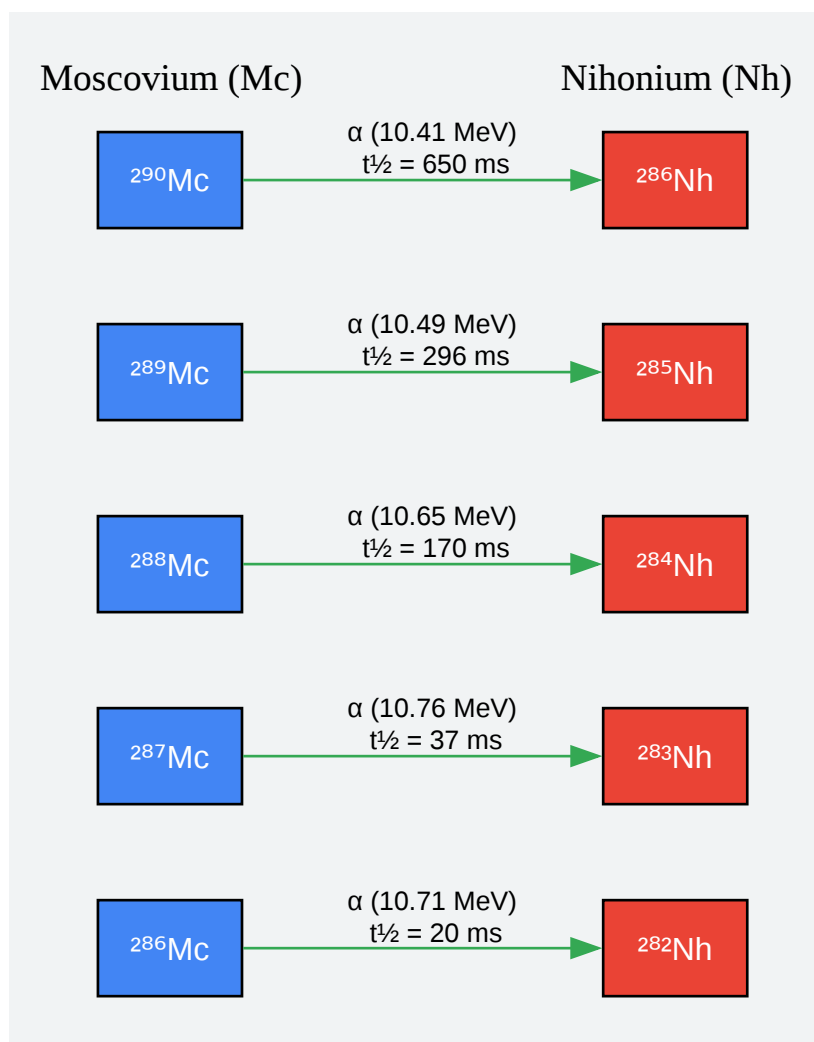 Moscovium (Mc) Nihonium (Nh)
α (10.41 MeV)
t½ = 650 ms
²⁹⁰Mc ²⁸⁶Nh
α (10.49 MeV)
t½ = 296 ms
²⁸⁹Mc ²⁸⁵Nh
α (10.65 MeV)
t½ = 170 ms
²⁸⁸Mc ²⁸⁴Nh
α (10.76 MeV)
t½ = 37 ms
²⁸⁷Mc ²⁸³Nh
α (10.71 MeV)
t½ = 20 ms
²⁸⁶Mc ²⁸²Nh